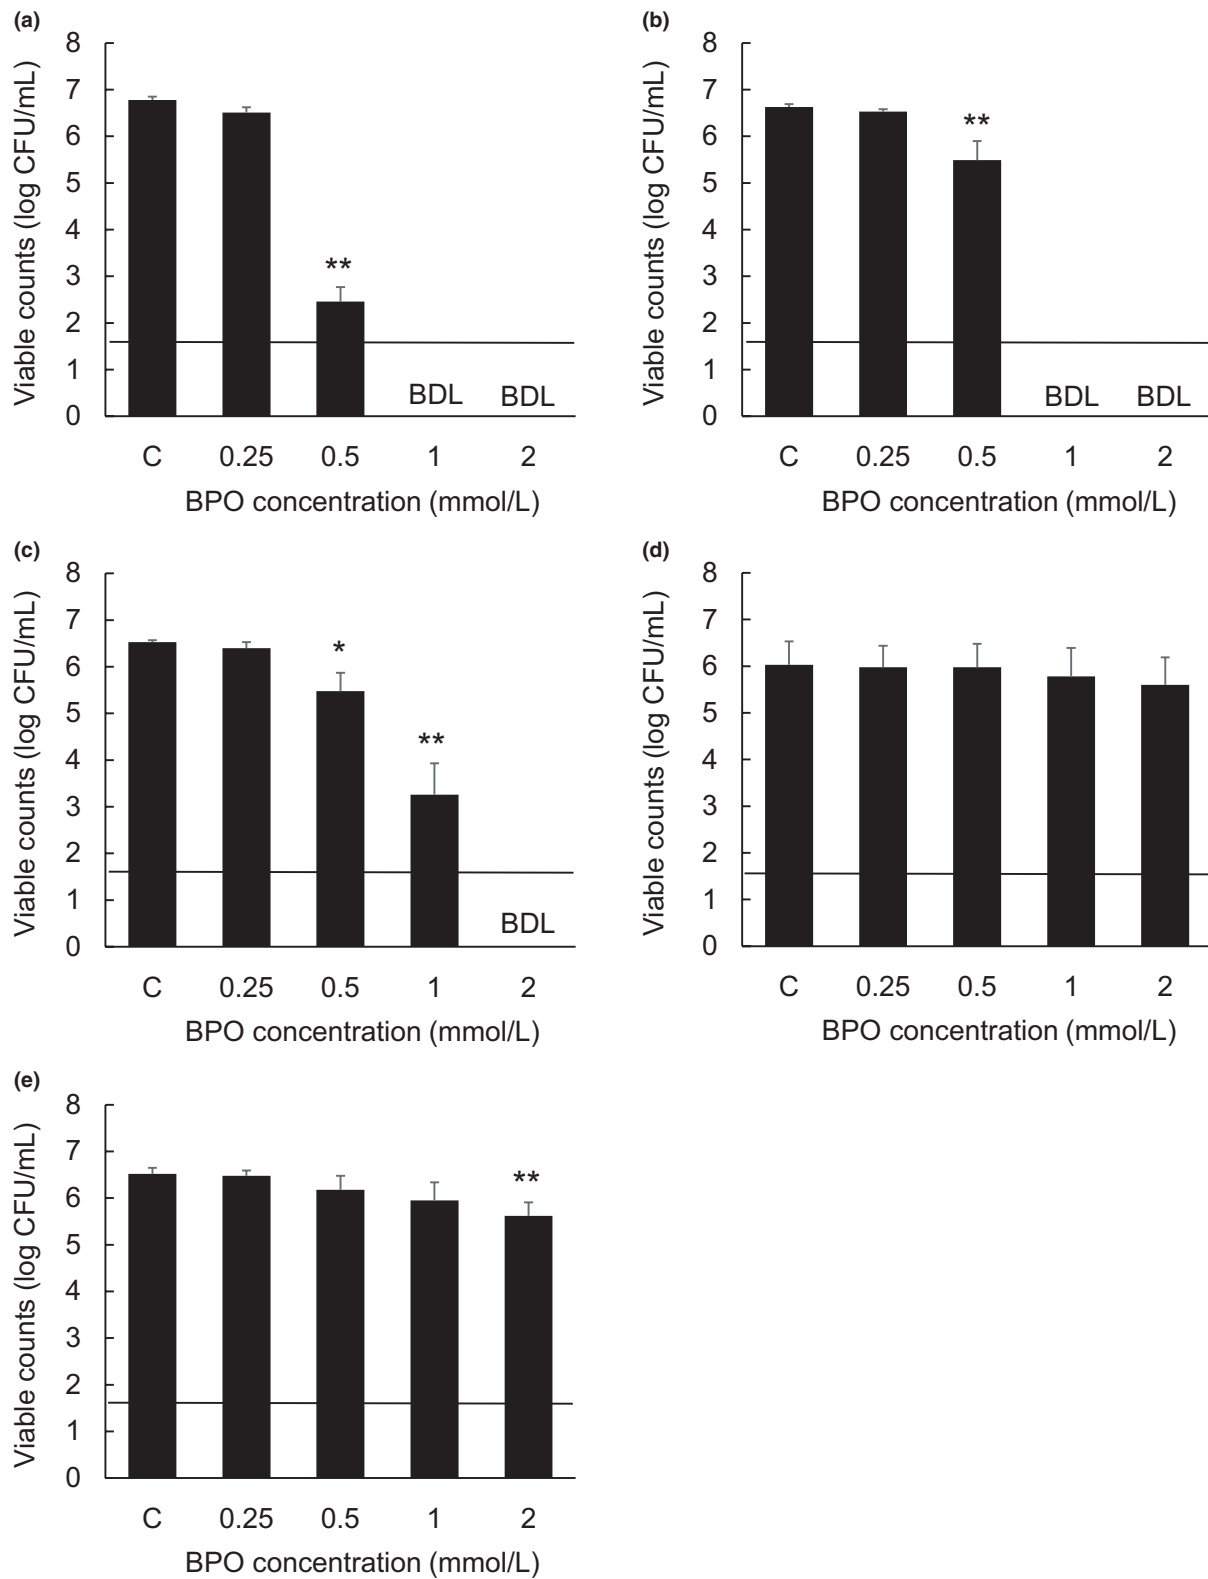 (a)
Viable counts (log CFU/mL)
8
7
6
5
4
3
2
1
0
**
BDL
BDL
C 0.25 0.5 1 2
BPO concentration (mmol/L)
(b)
Viable counts (log CFU/mL)
8
7
6
5
4
3
2
1
0
**
BDL
BDL
C 0.25 0.5 1 2
BPO concentration (mmol/L)
(c)
Viable counts (log CFU/mL)
8
7
6
5
4
3
2
1
0
*
**
BDL
C 0.25 0.5 1 2
BPO concentration (mmol/L)
(d)
Viable counts (log CFU/mL)
8
7
6
5
4
3
2
1
0
C 0.25 0.5 1 2
BPO concentration (mmol/L)
(e)
Viable counts (log CFU/mL)
8
7
6
5
4
3
2
1
0
**
C 0.25 0.5 1 2
BPO concentration (mmol/L)